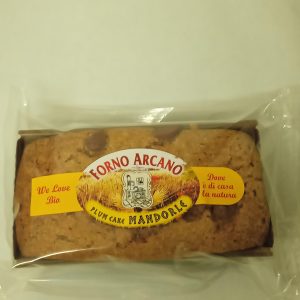 FORNO ARCANO
We Love
Bio
PLUM CAKE MANDORLE
Dove
è di casa
la natura